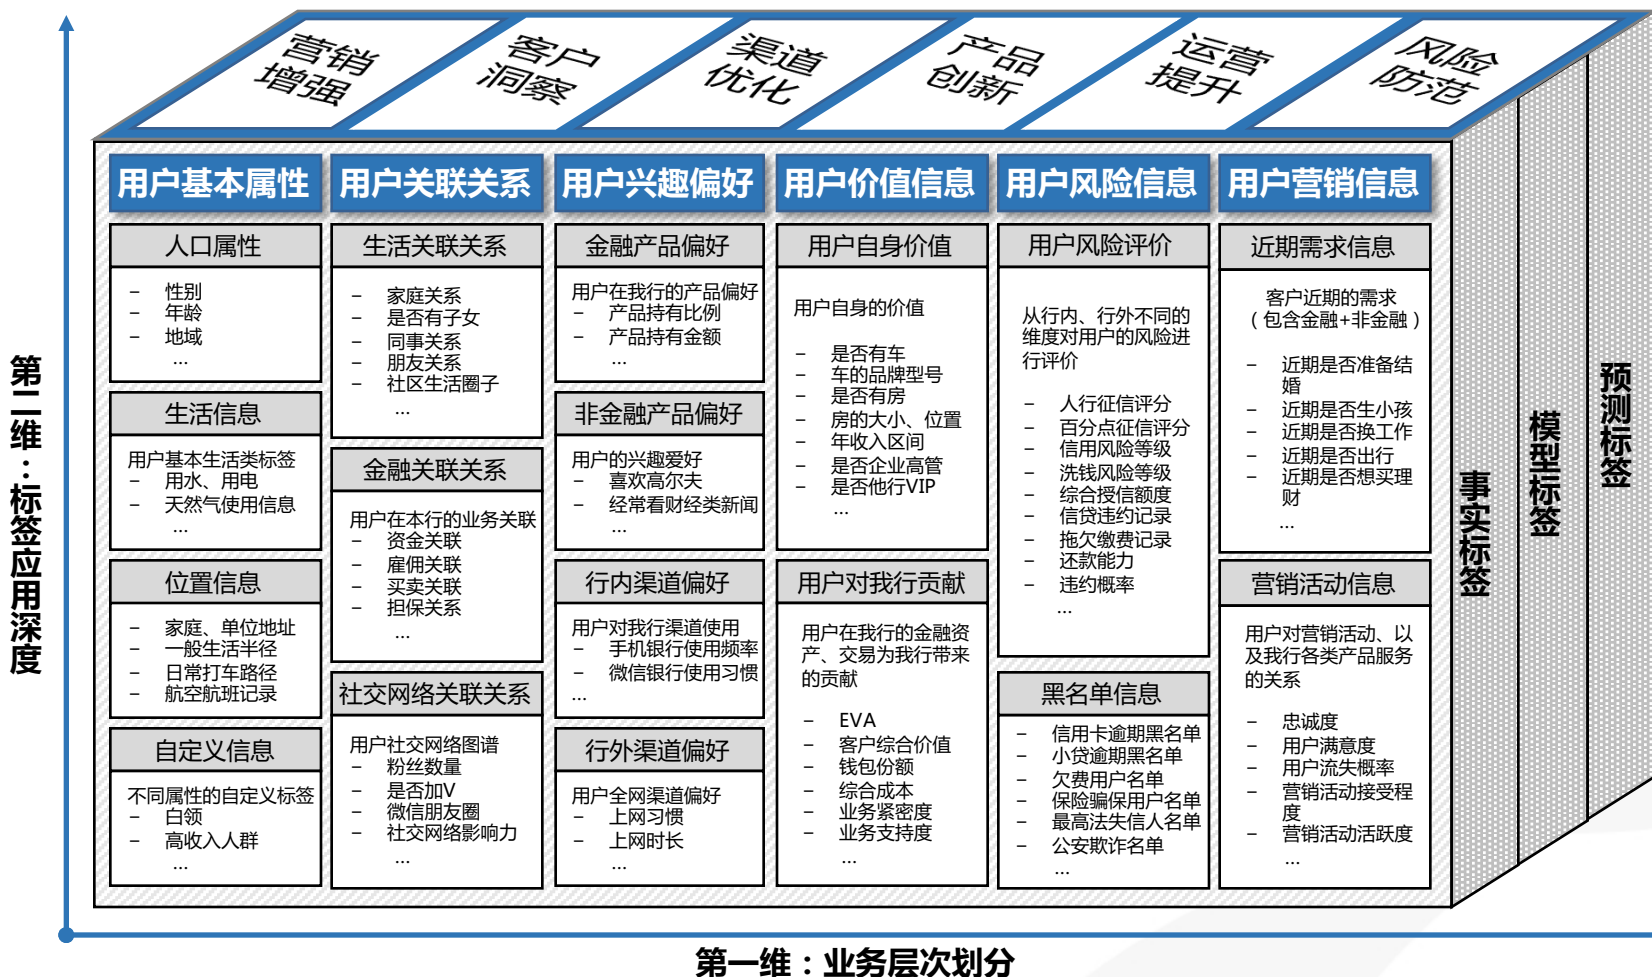 营销
增强
客户
洞察
渠道
优化
产品
创新
运营
提升
风险
防范
用户基本属性
人口属性
– 性别
– 年龄
– 地域
…
生活信息
用户基本生活类标签
– 用水、用电
– 天然气使用信息
…
位置信息
– 家庭、单位地址
– 一般生活半径
– 日常打车路径
– 航空航班记录
自定义信息
不同属性的自定义标签
– 白领
– 高收入人群
…
用户关联关系
生活关联关系
– 家庭关系
– 是否有子女
– 同事关系
– 朋友关系
– 社区生活圈子
…
金融关联关系
用户在本行的业务关联
– 资金关联
– 雇佣关联
– 买卖关联
– 担保关系
…
社交网络关联关系
用户社交网络图谱
– 粉丝数量
– 是否加V
– 微信朋友圈
– 社交网络影响力
…
用户兴趣偏好
金融产品偏好
用户在我行的产品偏好
– 产品持有比例
– 产品持有金额
…
非金融产品偏好
用户的兴趣爱好
– 喜欢高尔夫
– 经常看财经类新闻
…
行内渠道偏好
用户对我行渠道使用
– 手机银行使用频率
– 微信银行使用习惯
…
行外渠道偏好
用户全网渠道偏好
– 上网习惯
– 上网时长
…
用户价值信息
用户自身价值
用户自身的价值
– 是否有车
– 车的品牌型号
– 是否有房
– 房的大小、位置
– 年收入区间
– 是否企业高管
– 是否他行VIP
…
用户对我行贡献
用户在我行的金融资
产、交易为我行带来
的贡献
– EVA
– 客户综合价值
– 钱包份额
– 综合成本
– 业务紧密度
– 业务支持度
…
用户风险信息
用户风险评价
从行内、行外不同的
维度对用户的风险进
行评价
– 人行征信评分
– 百分点征信评分
– 信用风险等级
– 洗钱风险等级
– 综合授信额度
– 信贷违约记录
– 拖欠缴费记录
– 还款能力
– 违约概率
…
黑名单信息
– 信用卡逾期黑名单
– 小贷逾期黑名单
– 欠费用户名单
– 保险骗保用户名单
– 最高法失信人名单
– 公安欺诈名单
…
用户营销信息
近期需求信息
客户近期的需求
（包含金融+非金融）
– 近期是否准备结
婚
– 近期是否生小孩
– 近期是否换工作
– 近期是否出行
– 近期是否想买理
财
…
营销活动信息
用户对营销活动、以
及我行各类产品服务
的关系
– 忠诚度
– 用户满意度
– 用户流失概率
– 营销活动接受程
度
– 营销活动活跃度
…
事实标签
模型标签
预测标签
第二维：标签应用深度
第一维：业务层次划分